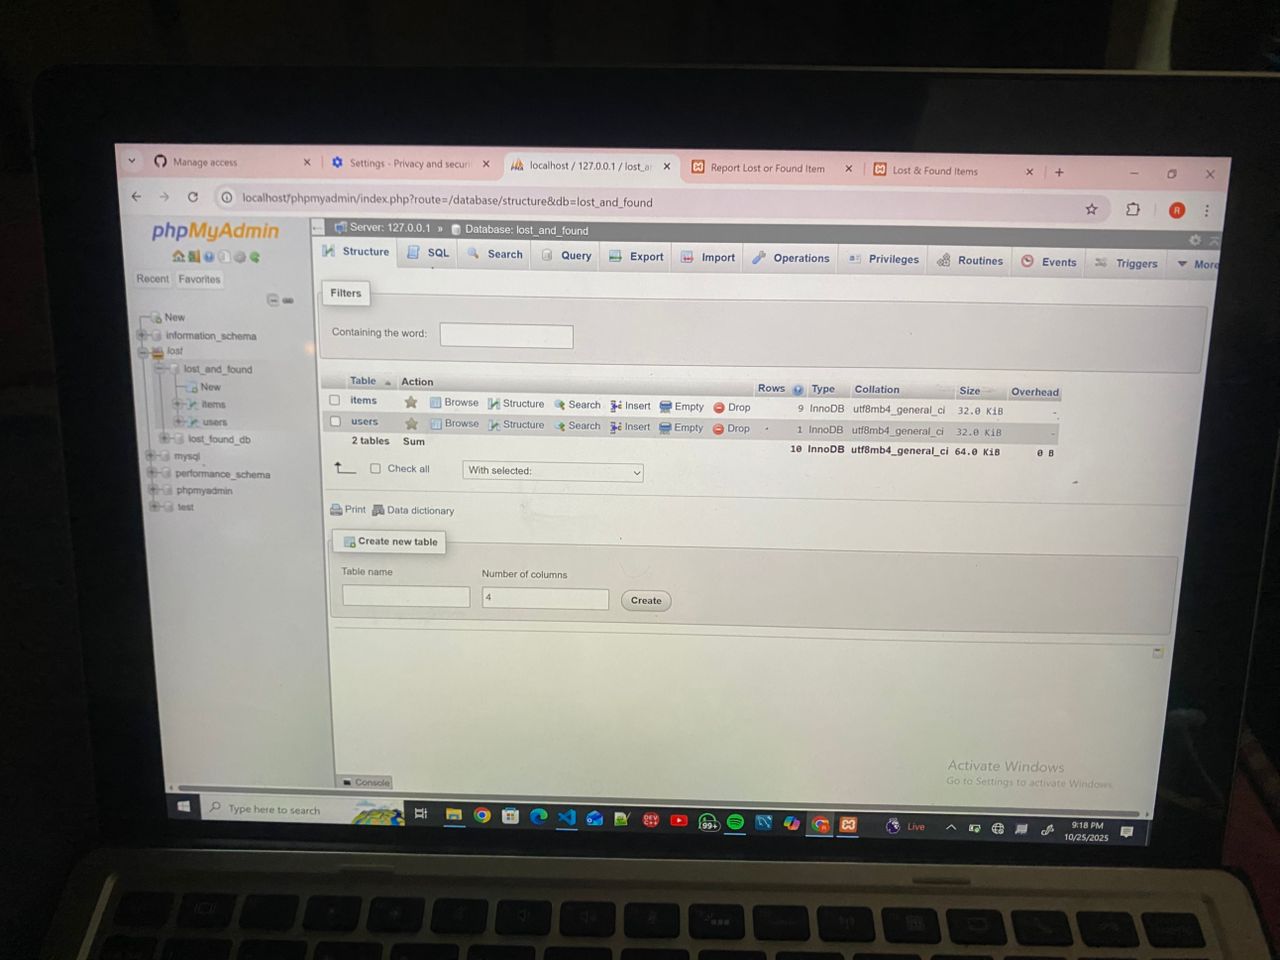 Manage access
Settings - Privacy and securi
localhost / 127.0.0.1 / lost_a
Report Lost or Found Item
Lost & Found Items
localhost/phpmyadmin/index.php?route=/database/structure&db=lost_and_found
R
phpMyAdmin
Recent Favorites
New
information_schema
lost
lost_and_found
New
items
users
lost_found_db
mysql
performance_schema
phpmyadmin
test
Server: 127.0.0.1 » Database: lost_and_found
Structure SQL Search Query Export Import Operations Privileges Routines Events Triggers More
Filters
Containing the word:
Table Action Rows Type Collation Size Overhead
items Browse Structure Search Insert Empty Drop 9 InnoDB utf8mb4_general_ci 32.0 KiB -
users Browse Structure Search Insert Empty Drop 1 InnoDB utf8mb4_general_ci 32.0 KiB -
2 tables Sum 10 InnoDB utf8mb4_general_ci 64.0 KiB 0 B
Check all With selected:
Print Data dictionary
Create new table
Table name Number of columns
4 Create
Activate Windows
Go to Settings to activate Windows.
Console
Type here to search
DEV C++
99+
Live
9:18 PM
10/25/2025